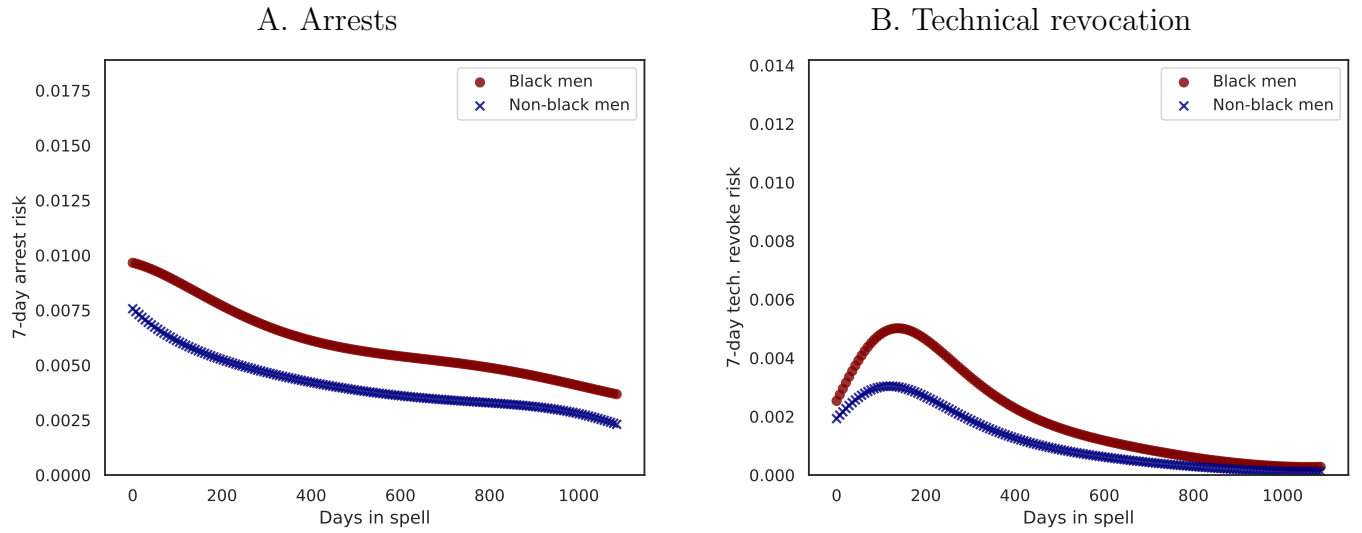 A. Arrests
7-day arrest risk
0.0175
0.0150
0.0125
0.0100
0.0075
0.0050
0.0025
0.0000
Black men
Non-black men
0 200 400 600 800 1000
Days in spell
B. Technical revocation
7-day tech. revoke risk
0.014
0.012
0.010
0.008
0.006
0.004
0.002
0.000
Black men
Non-black men
0 200 400 600 800 1000
Days in spell